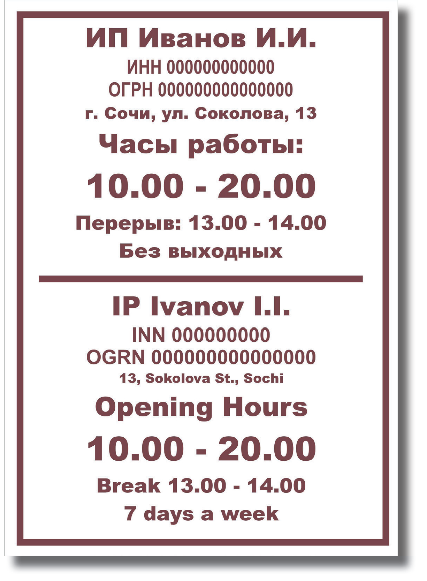 ИП Иванов И.И.
ИНН 000000000000
ОГРН 000000000000000
г. Сочи, ул. Соколова, 13
Часы работы:
10.00 - 20.00
Перерыв: 13.00 - 14.00
Без выходных
IP Ivanov I.I.
INN 000000000
OGRN 000000000000000
13, Sokolova St., Sochi
Opening Hours
10.00 - 20.00
Break 13.00 - 14.00
7 days a week